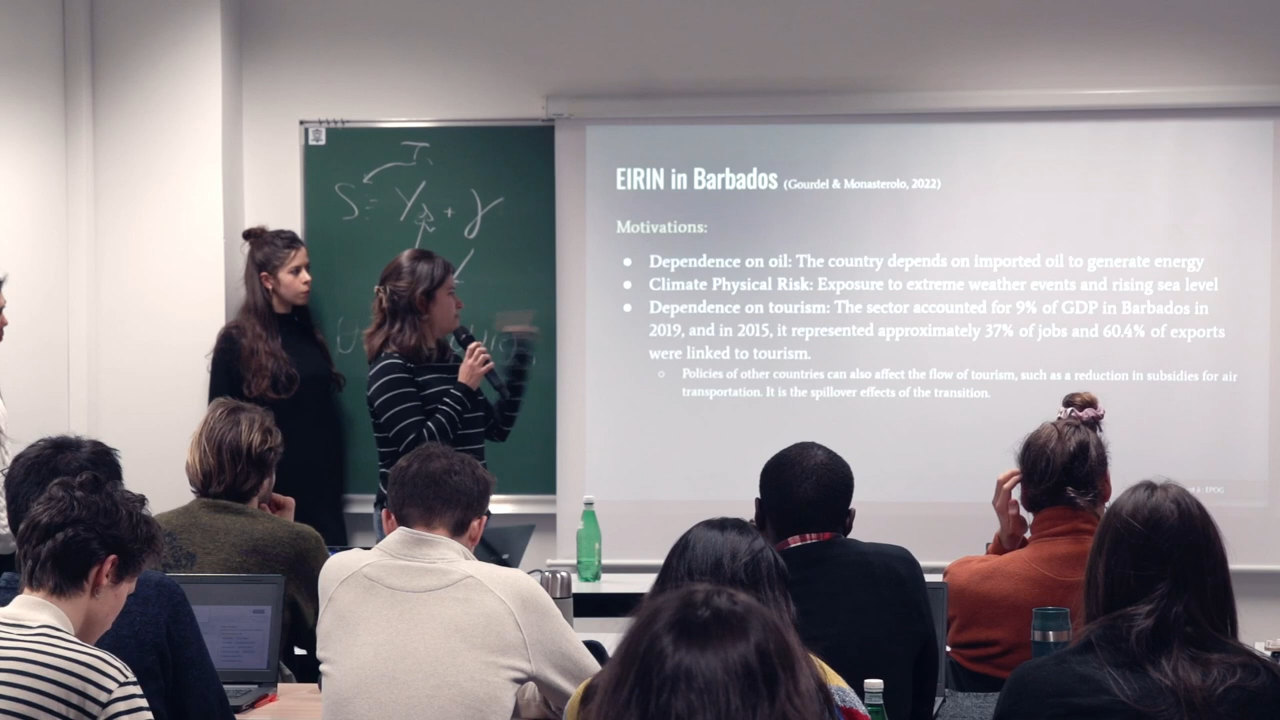 EIRIN in Barbados (Gourdel & Monasterolo, 2022)
Motivations:
● Dependence on oil: The country depends on imported oil to generate energy
● Climate Physical Risk: Exposure to extreme weather events and rising sea level
● Dependence on tourism: The sector accounted for 9% of GDP in Barbados in
2019, and in 2015, it represented approximately 37% of jobs and 60.4% of exports
were linked to tourism.
○ Policies of other countries can also affect the flow of tourism, such as a reduction in subsidies for air
transportation. It is the spillover effects of the transition.
EPOG